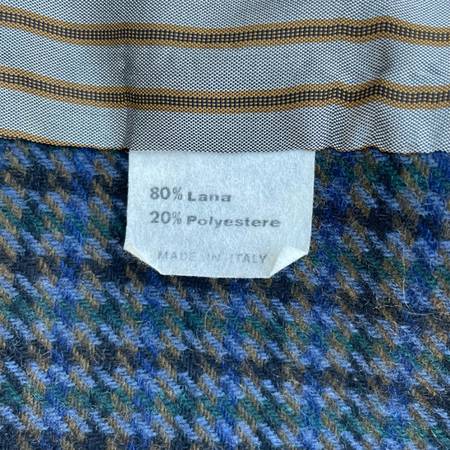 80% Lana
20% Polyestere
MADE IN ITALY